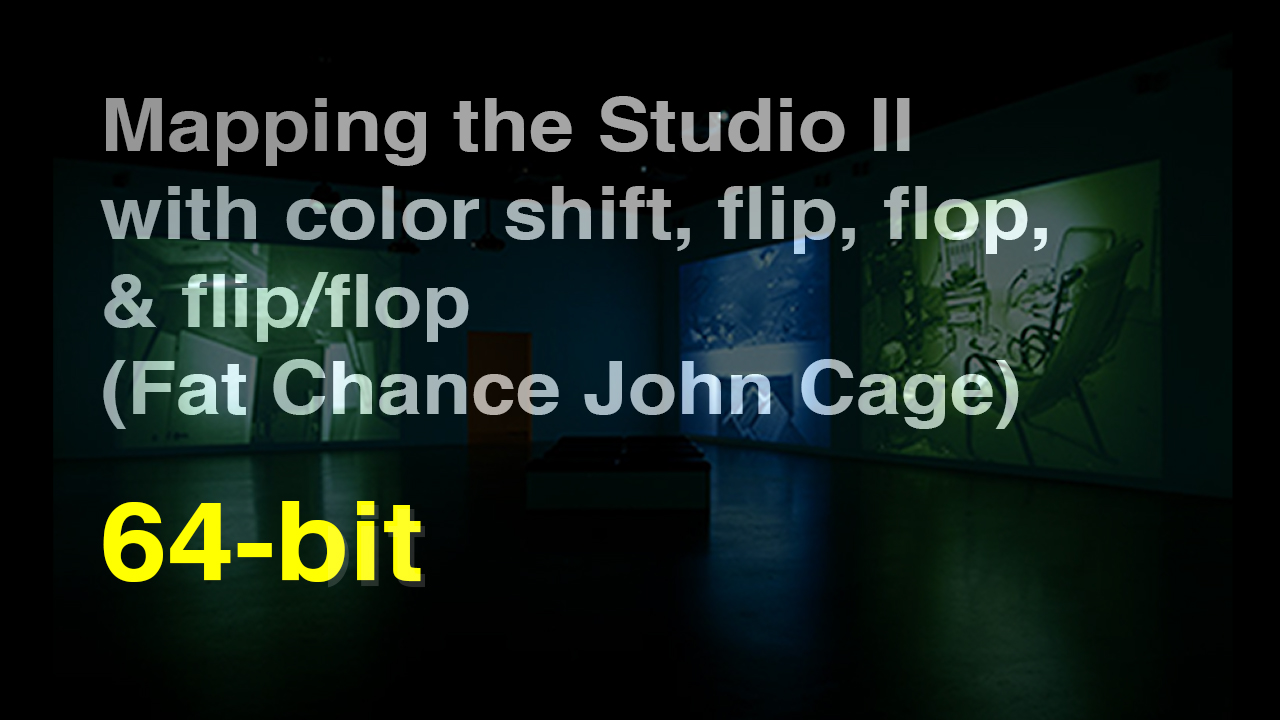 Mapping the Studio II
with color shift, flip, flop,
& flip/flop
(Fat Chance John Cage)
64-bit